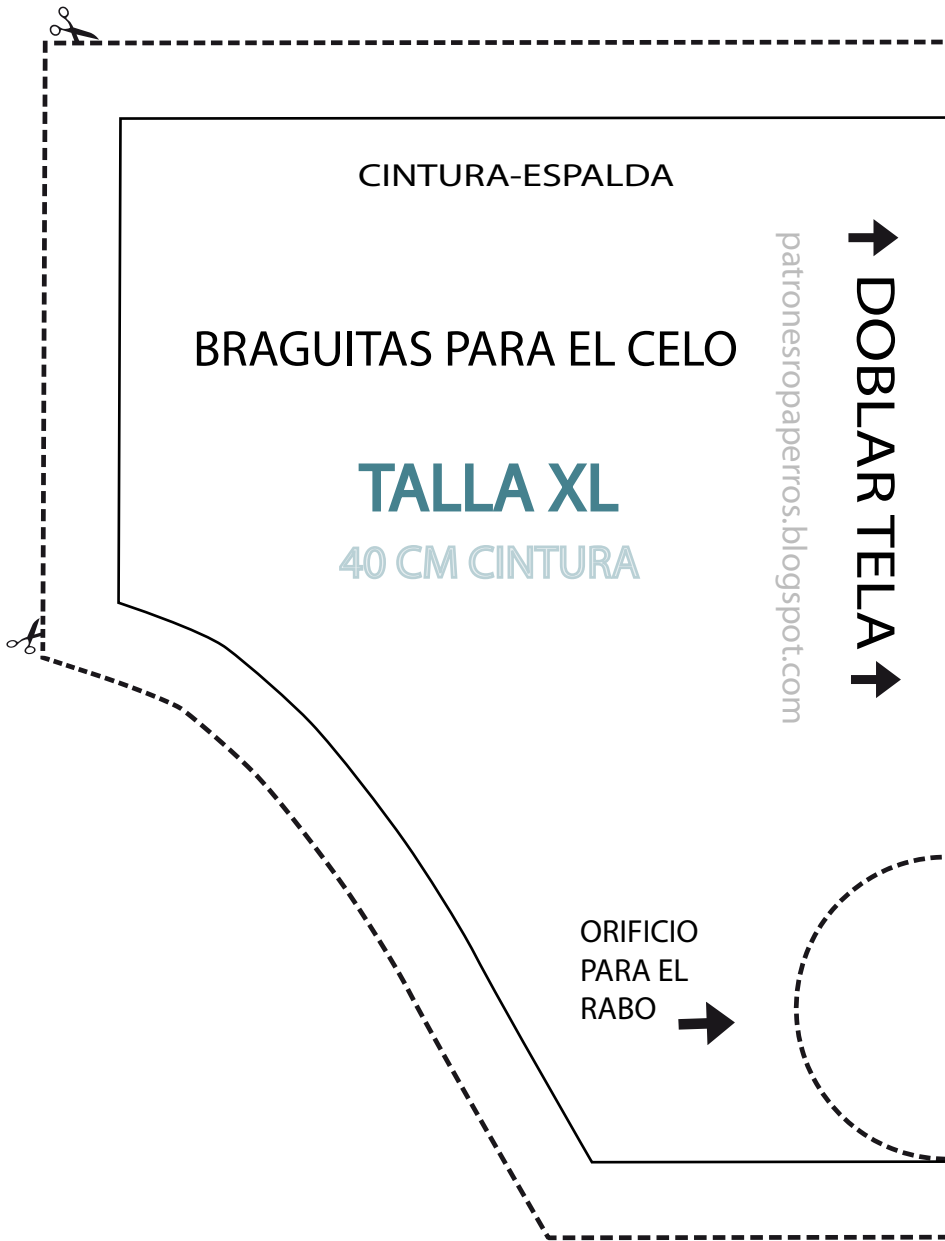 CINTURA-ESPALDA
BRAGUITAS PARA EL CELO
TALLA XL
40 CM CINTURA
patronesropaperros.blogspot.com
DOBLAR TELA
ORIFICIO
PARA EL
RABO